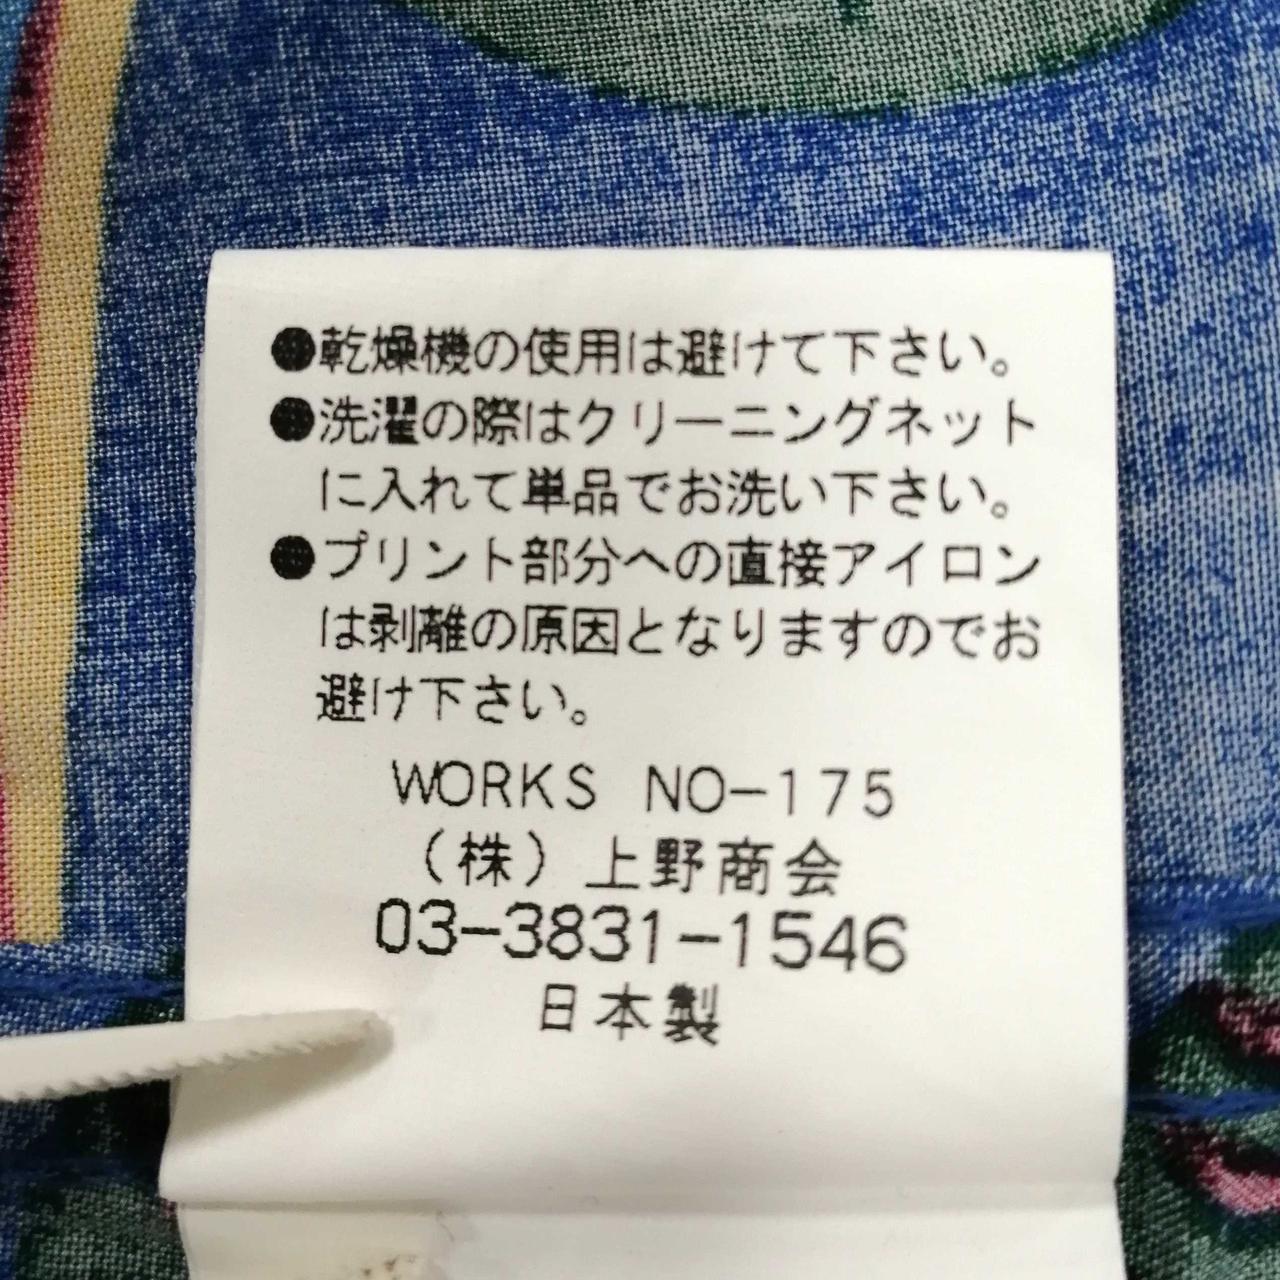 ●乾燥機の使用は避けて下さい。
●洗濯の際はクリーニングネット
に入れて単品でお洗い下さい。
●プリント部分への直接アイロン
は剥離の原因となりますのでお
避け下さい。
WORKS NO-175
(株)上野商会
03-3831-1546
日本製